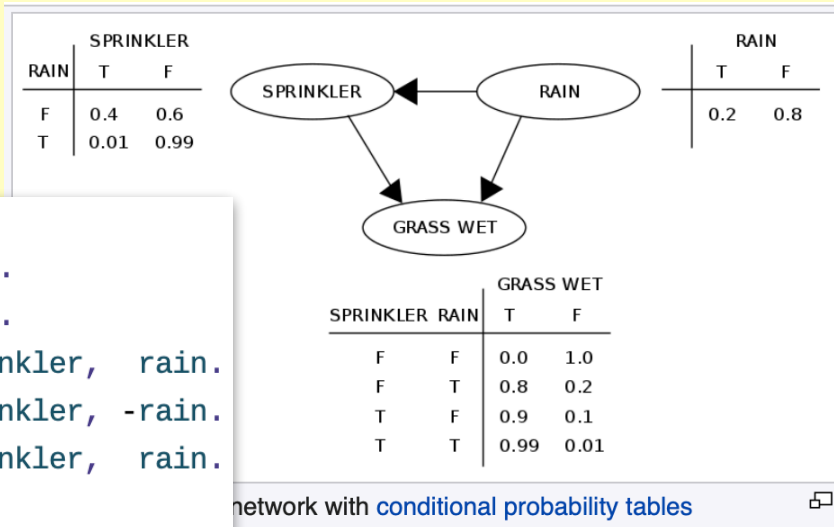 SPRINKLER
RAIN T F
F 0.4 0.6
T 0.01 0.99
SPRINKLER
RAIN
RAIN
T F
0.2 0.8
GRASS WET
GRASS WET
SPRINKLER RAIN T F
F F 0.0 1.0
F T 0.8 0.2
T F 0.9 0.1
T T 0.99 0.01
.
.
nkler, rain.
nkler, -rain.
nkler, rain.
network with conditional probability tables